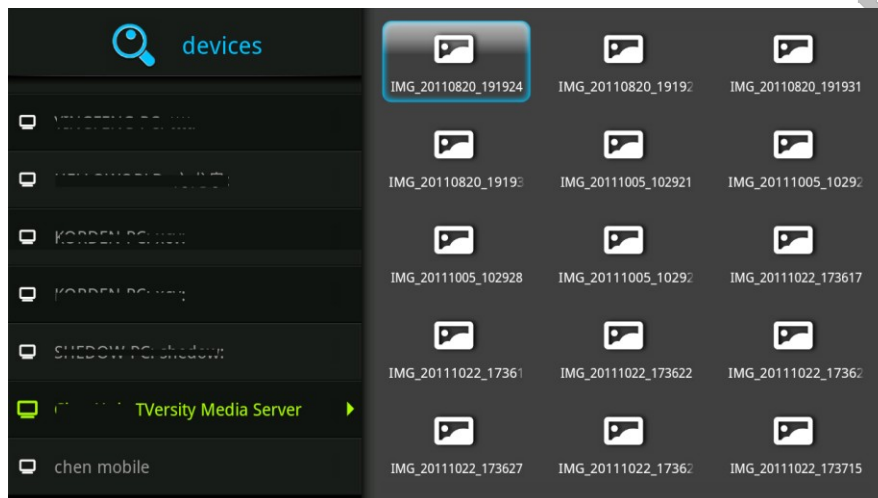 devices
TVersity Media Server
chen mobile
IMG_20110820_191924
IMG_20110820_19192
IMG_20110820_191931
IMG_20110820_19193
IMG_20111005_102921
IMG_20111005_10292
IMG_20111005_102928
IMG_20111005_10292
IMG_20111022_173617
IMG_20111022_17361
IMG_20111022_173622
IMG_20111022_17362
IMG_20111022_173627
IMG_20111022_17362
IMG_20111022_173715